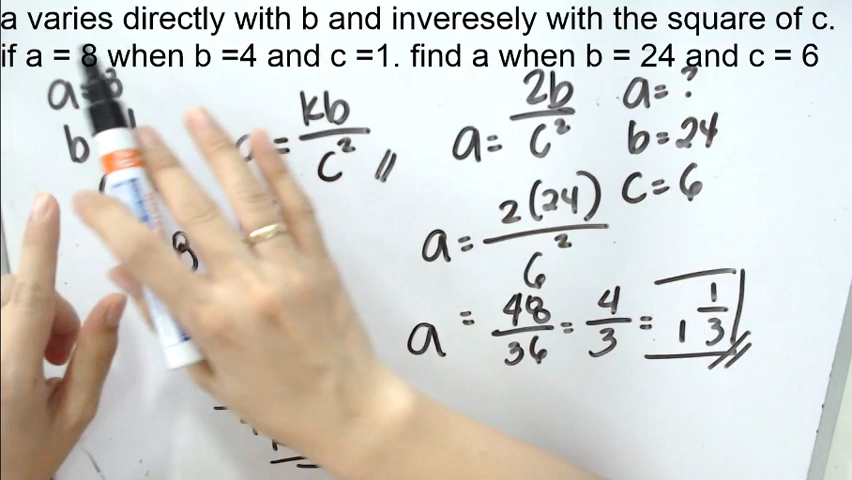 a varies directly with b and inveresely with the square of c.
if a = 8 when b =4 and c =1. find a when b = 24 and c = 6
a= 8
b
= kb/c²
8
a= 2b/c²
a= ?
b=24
c=6
a= 2(24)/6²
a = 48/36 = 4/3 = 1 1/3